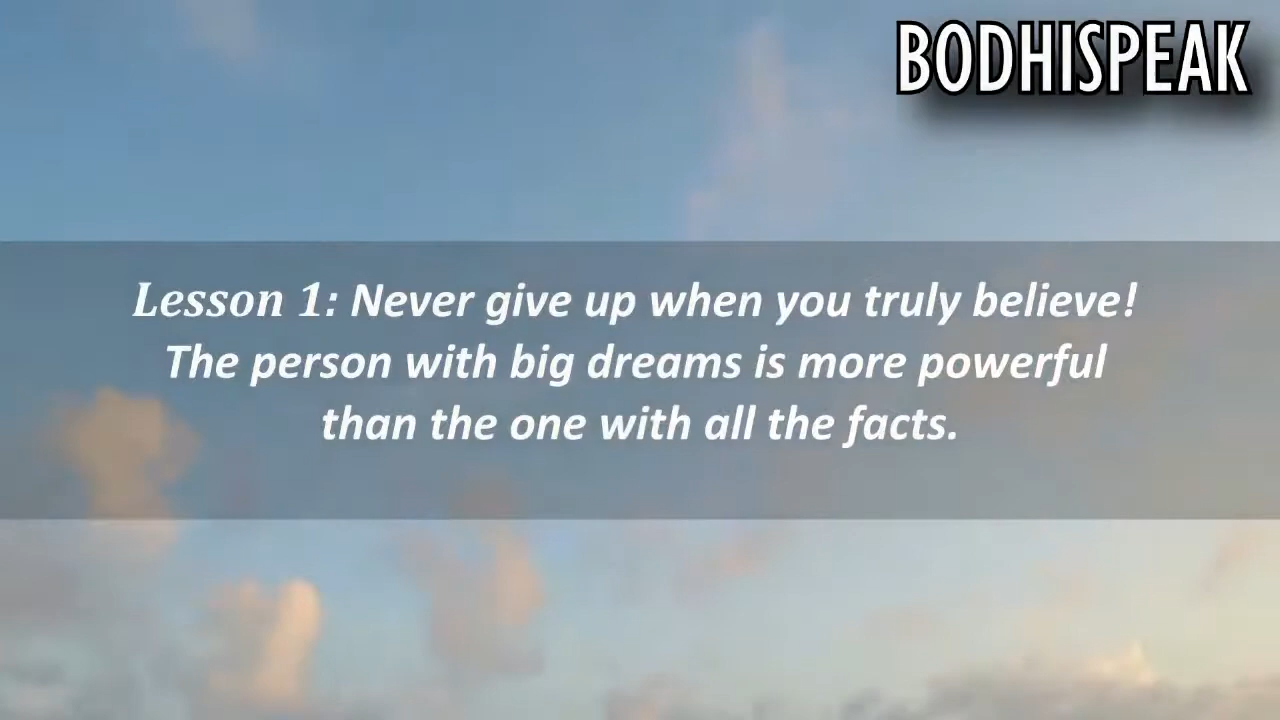 BODHISPEAK
Lesson 1: Never give up when you truly believe!
The person with big dreams is more powerful
than the one with all the facts.